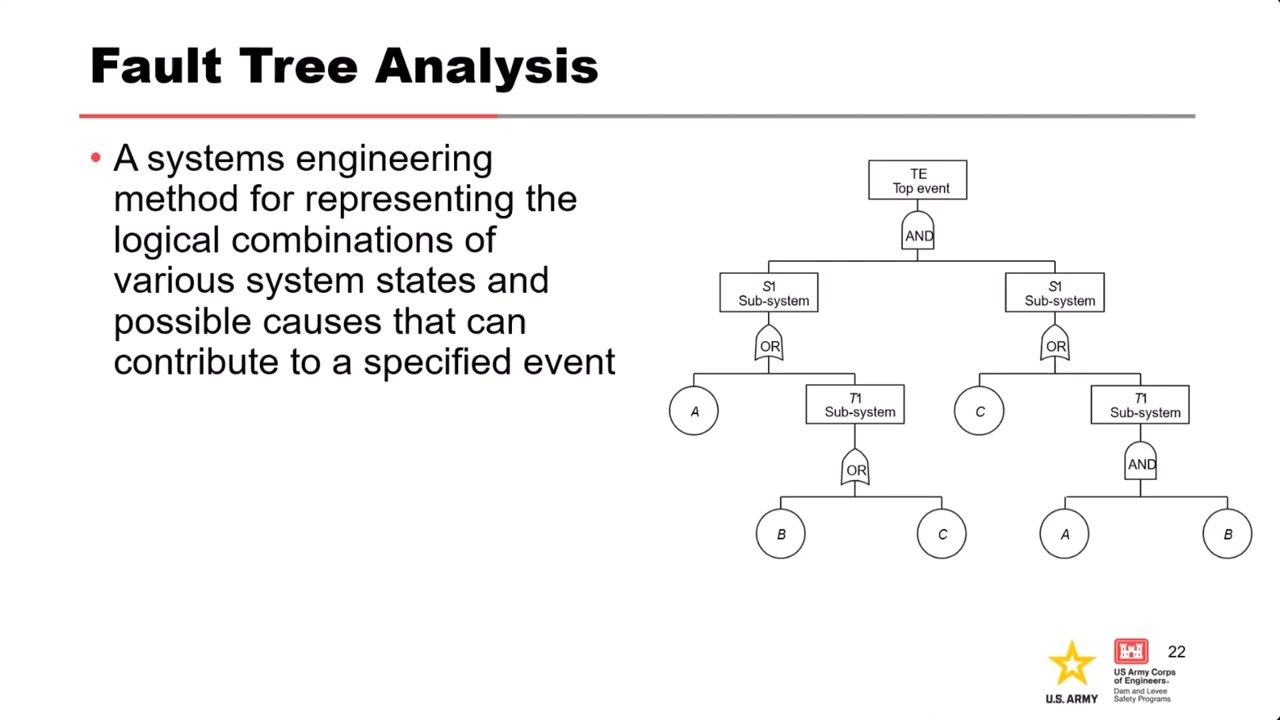 Fault Tree Analysis
• A systems engineering
method for representing the
logical combinations of
various system states and
possible causes that can
contribute to a specified event
TE
Top event
AND
S1
Sub-system
S1
Sub-system
OR
OR
A
T1
Sub-system
C
T1
Sub-system
OR
AND
B
C
A
B
U.S. ARMY
US Army Corps
of Engineers®
Dam and Levee
Safety Programs
22